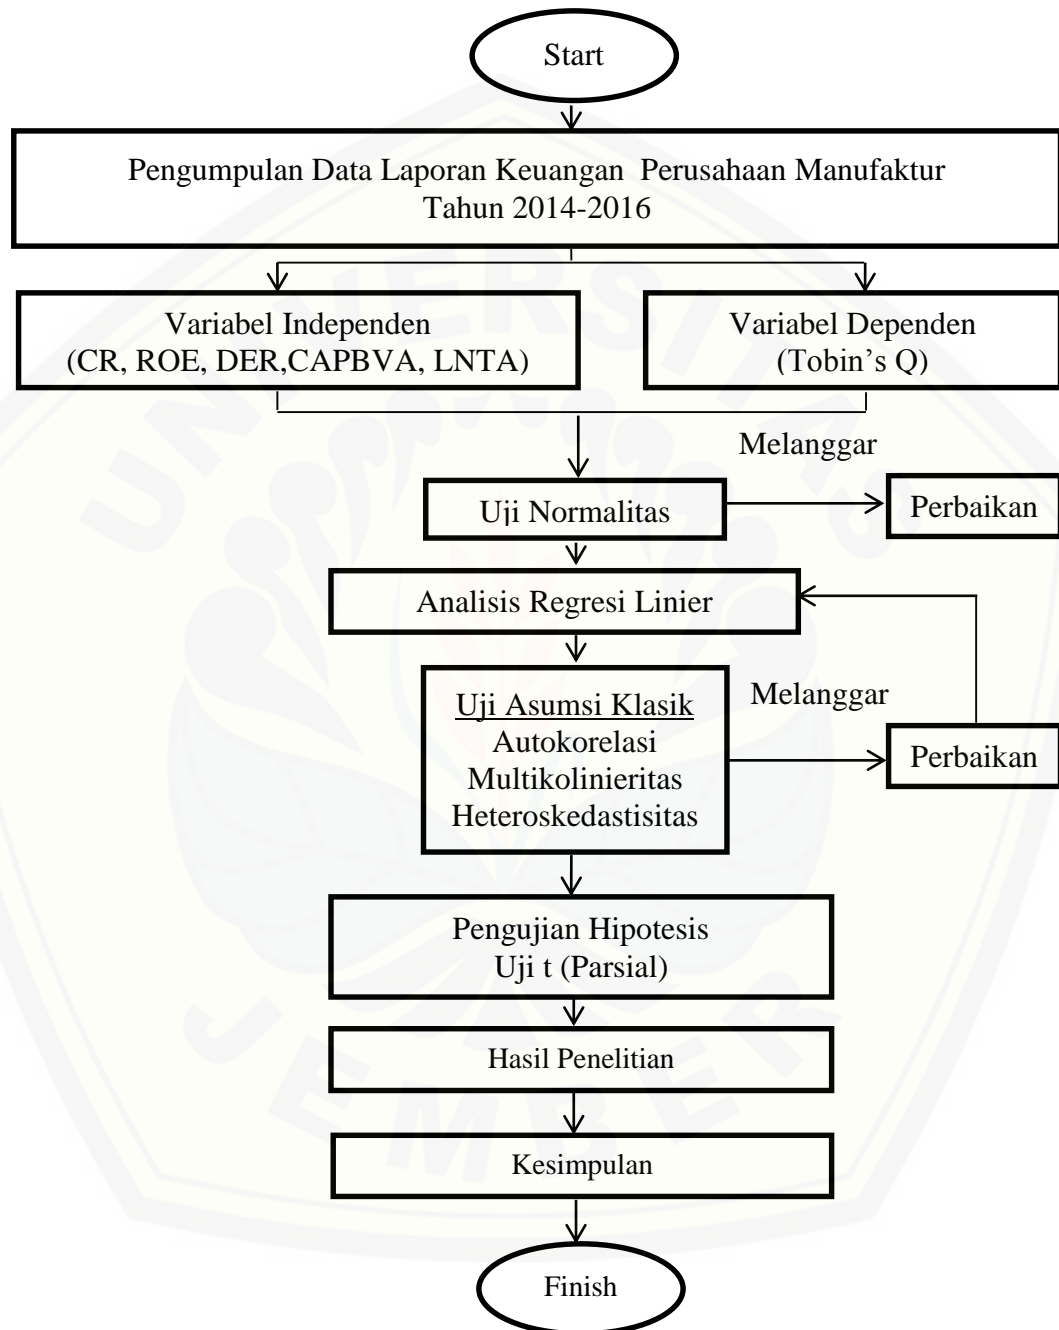 Start
Pengumpulan Data Laporan Keuangan Perusahaan Manufaktur
Tahun 2014-2016
Variabel Independen
(CR, ROE, DER,CAPBVA, LNTA)
Variabel Dependen
(Tobin’s Q)
Melanggar
Uji Normalitas
Perbaikan
Analisis Regresi Linier
Uji Asumsi Klasik
Autokorelasi
Multikolinieritas
Heteroskedastisitas
Melanggar
Perbaikan
Pengujian Hipotesis
Uji t (Parsial)
Hasil Penelitian
Kesimpulan
Finish
UNIVERSITAS
JEMBER